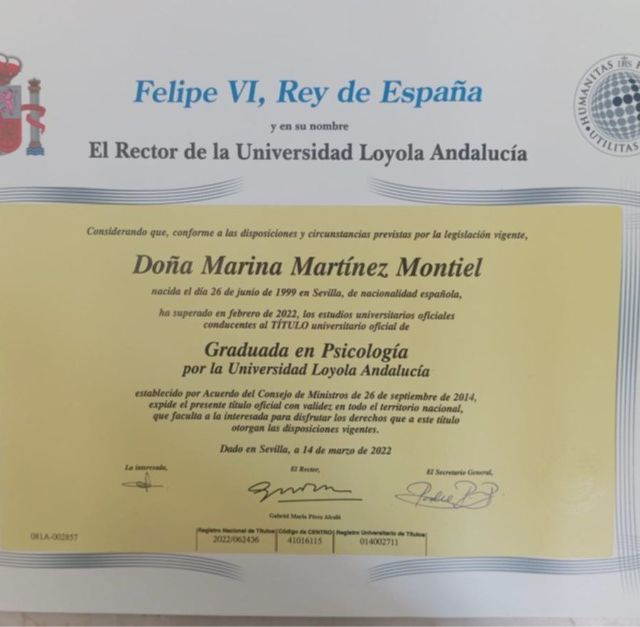 Felipe VI, Rey de España
y en su nombre
El Rector de la Universidad Loyola Andalucía
HUMANITAS IHS
UTILITAS
Considerando que, conforme a las disposiciones y circunstancias previstas por la legislación vigente,
Doña Marina Martínez Montiel
nacida el día 26 de junio de 1999 en Sevilla, de nacionalidad española,
ha superado en febrero de 2022, los estudios universitarios oficiales
conducentes al TÍTULO universitario oficial de
Graduada en Psicología
por la Universidad Loyola Andalucía
establecido por Acuerdo del Consejo de Ministros de 26 de septiembre de 2014,
expide el presente título oficial con validez en todo el territorio nacional,
que faculta a la interesada para disfrutar los derechos que a este título
otorgan las disposiciones vigentes.
Dado en Sevilla, a 14 de marzo de 2022
La interesada, El Rector, El Secretario General,
Gabriel María Pérez Alcalá
Registro Nacional de Títulos Código de CENTRO Registro Universitario de Títulos
081A-002857 2022/062436 41016115 014002711